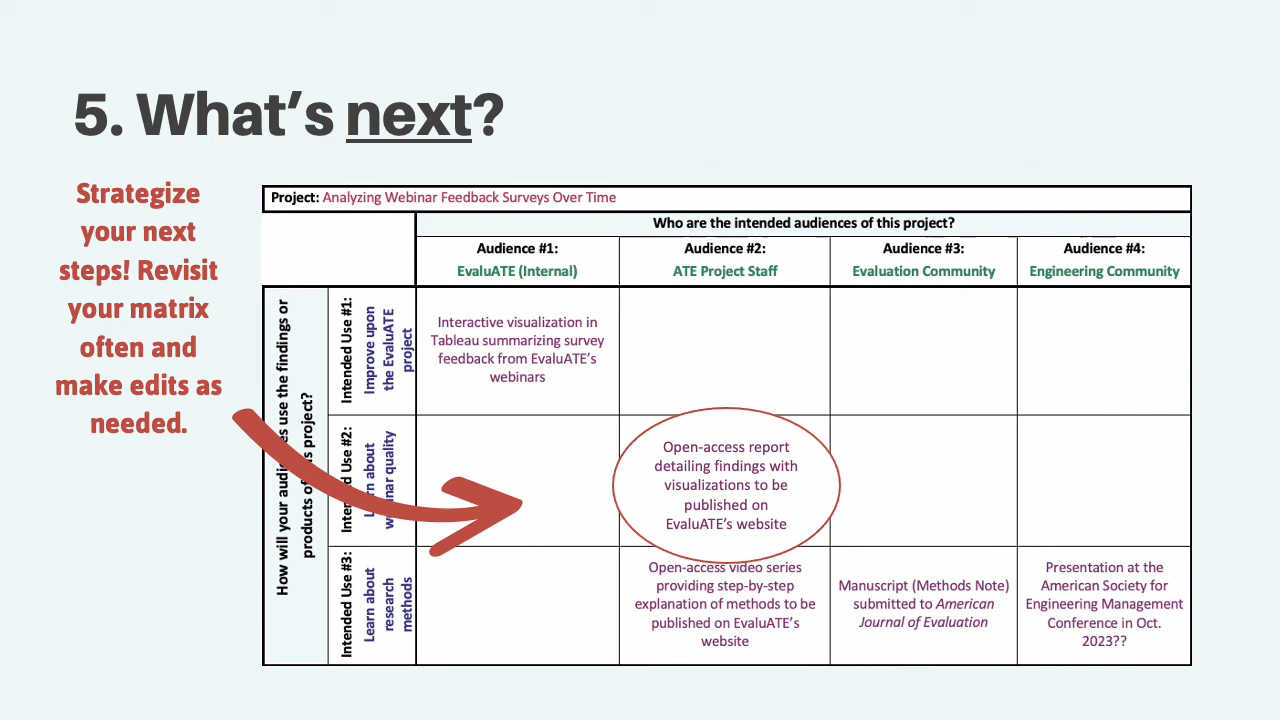 5. What's next?
Strategize
your next
steps! Revisit
your matrix
often and
make edits as
needed.
Project: Analyzing Webinar Feedback Surveys Over Time
Who are the intended audiences of this project?
Audience #1:
EvaluATE (Internal)
Audience #2:
ATE Project Staff
Audience #3:
Evaluation Community
Audience #4:
Engineering Community
How will your use the findings or
products of project?
Intended Use #1:
Improve upon
the EvaluATE
project
Interactive visualization in
Tableau summarizing survey
feedback from EvaluATE's
webinars
Use #2:
about
quality
Open-access report
detailing findings with
visualizations to be
published on
EvaluATE's website
Intended Use #3:
Learn about
research
methods
Open-access video series
providing step-by-step
explanation of methods to be
published on EvaluATE's
website
Manuscript (Methods Note)
submitted to American
Journal of Evaluation
Presentation at the
American Society for
Engineering Management
Conference in Oct.
2023??